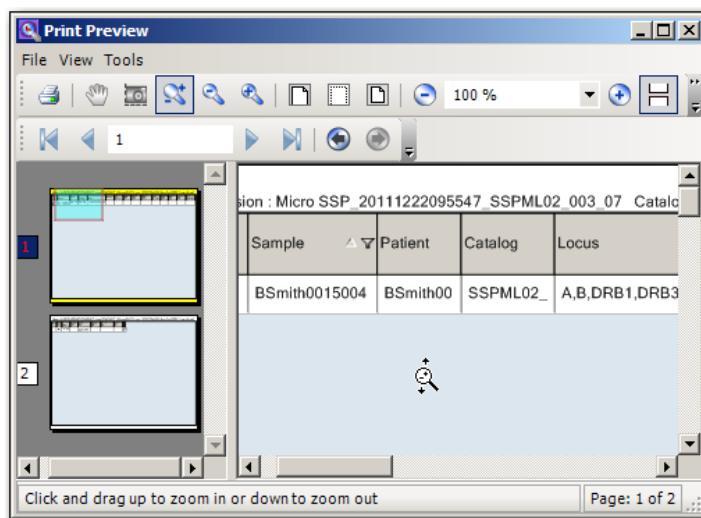 Print Preview
File View Tools
100 %
1
sion : Micro SSP_20111222095547_SSPML02_003_07 Catalo
Sample Patient Catalog Locus
BSmith0015004 BSmith00 SSPML02_ A,B,DRB1,DRB3
1
2
Click and drag up to zoom in or down to zoom out Page: 1 of 2